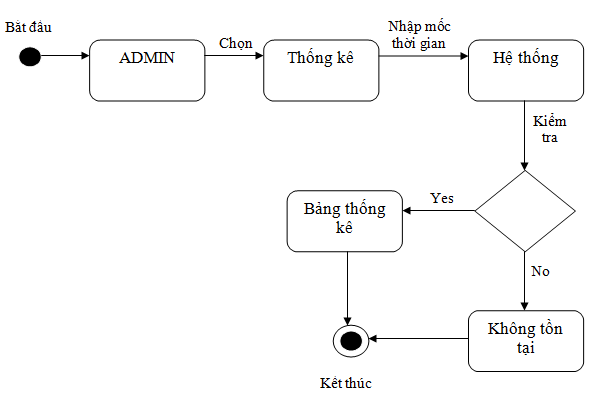 Bắt đầu
ADMIN
Chọn
Thống kê
Nhập mốc
thời gian
Hệ thống
Kiểm
tra
Yes
Bảng thống
kê
No
Không tồn
tại
Kết thúc